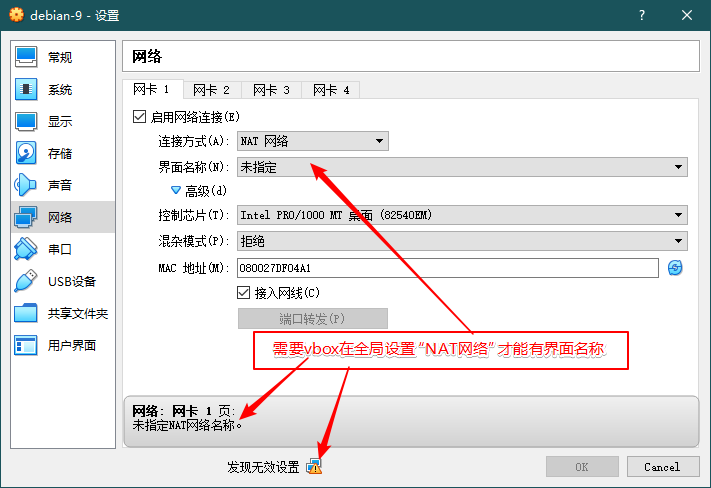 debian-9 - 设置
常规
系统
显示
存储
声音
网络
串口
USB设备
共享文件夹
用户界面
网络
网卡 1 网卡 2 网卡 3 网卡 4
启用网络连接(E)
连接方式(A): NAT 网络
界面名称(N): 未指定
高级(d)
控制芯片(T): Intel PRO/1000 MT 桌面 (82540EM)
混杂模式(P): 拒绝
MAC 地址(M): 080027DF04A1
接入网线(C)
端口转发(P)
需要vbox在全局设置“NAT网络”才能有界面名称
网络: 网卡 1 页:
未指定NAT网络名称。
发现无效设置 OK Cancel